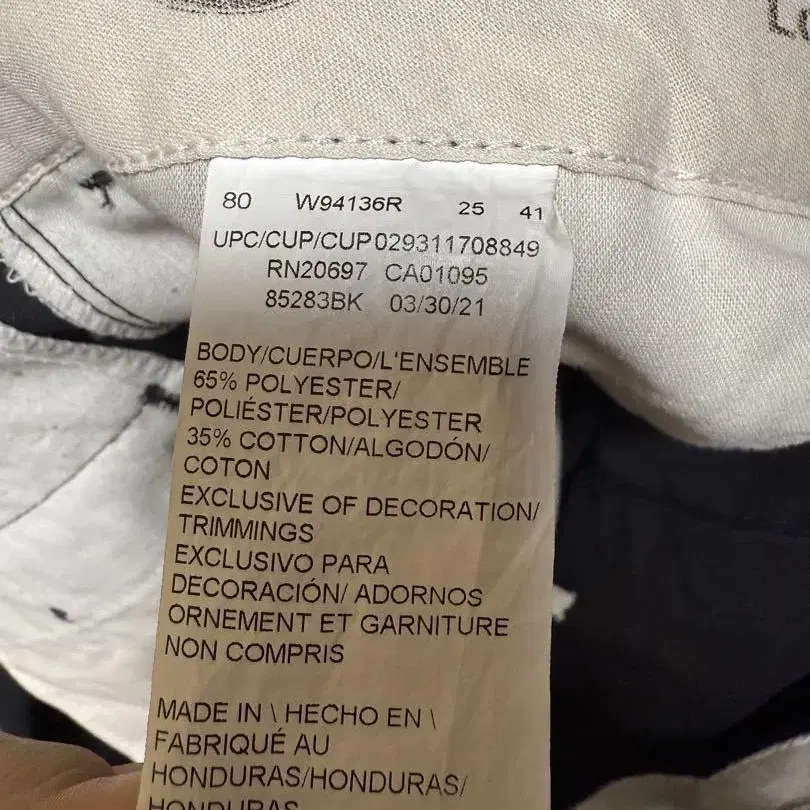 80 W94136R 25 41
UPC/CUP/CUP029311708849
RN20697 CA01095
85283BK 03/30/21
BODY/CUERPO/L'ENSEMBLE
65% POLYESTER/
POLIÉSTER/POLYESTER
35% COTTON/ALGODÓN/
COTON
EXCLUSIVE OF DECORATION/
TRIMMINGS
EXCLUSIVO PARA
DECORACIÓN/ ADORNOS
ORNEMENT ET GARNITURE
NON COMPRIS
MADE IN \ HECHO EN \
FABRIQUÉ AU
HONDURAS/HONDURAS/
HONDURAS